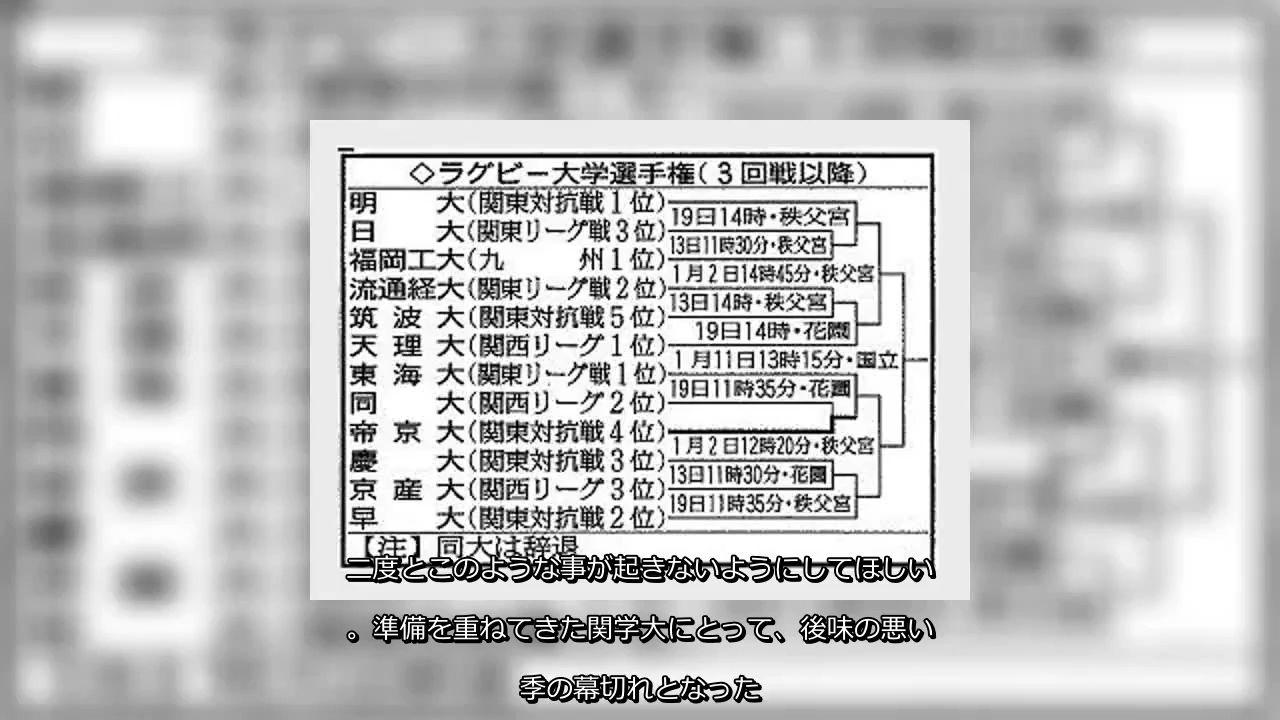 ◇ラグビー大学選手権(3回戦以降)
明 大(関東対抗戦1位)
19日14時・秩父宮
日 大(関東リーグ戦3位)
13日11時30分・秩父宮
福岡工大(九 州1位)
1月2日14時45分・秩父宮
流通経大(関東リーグ戦2位)
13日14時・秩父宮
筑波大(関東対抗戦5位)
19日14時・花園
天理大(関西リーグ1位)
1月11日13時15分・国立
東海大(関東リーグ戦1位)
19日11時35分・花園
同 大(関西リーグ2位)
帝京大(関東対抗戦4位)
1月2日12時20分・秩父宮
慶 大(関東対抗戦3位)
13日11時30分・花園
京産大(関西リーグ3位)
19日11時35分・秩父宮
早 大(関東対抗戦2位)
【注】同大は辞退
二度とこのような事が起きないようにしてほしい
。準備を重ねてきた関学大にとって、後味の悪い
季の幕切れとなった